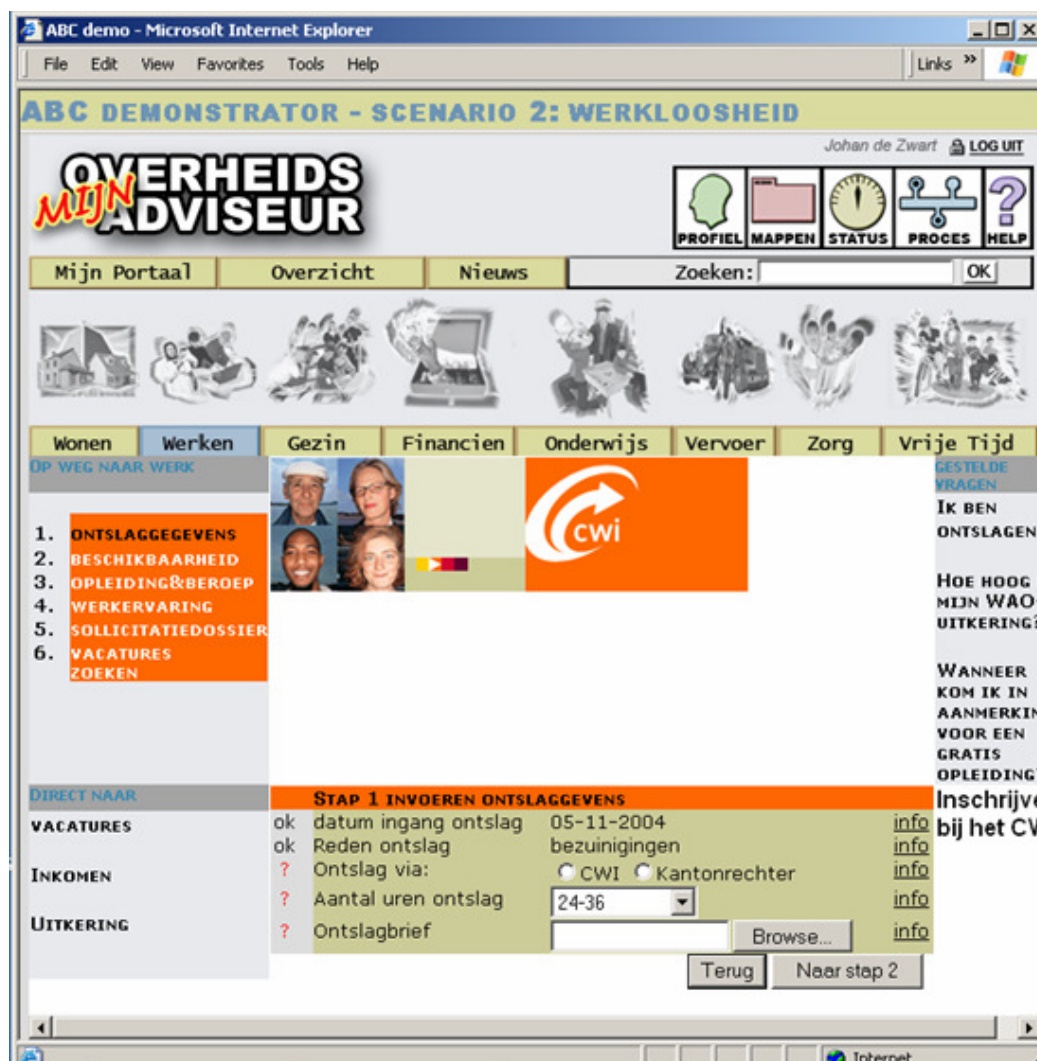 ABC demo - Microsoft Internet Explorer
File Edit View Favorites Tools Help
Links »
ABC DEMONSTRATOR - SCENARIO 2: WERKLOOSHEID
Johan de Zwart LOG UIT
MIJN OVERHEIDS
ADVISEUR
PROFIEL MAPPEN STATUS PROCES HELP
Mijn Portaal Overzicht Nieuws Zoeken: OK
Wonen Werken Gezin Financien Onderwijs Vervoer Zorg Vrije Tijd
OP WEG NAAR WERK
1. ONTSLAGGEGEVENS
2. BESCHIKBAARHEID
3. OPLEIDING&BEROEP
4. WERKERVARING
5. SOLLICITATIEDOSSIER
6. VACATURES
ZOEKEN
cwi
GESTELDE
VRAGEN
IK BEN
ONTSLAGEN
HOE HOOG
MIJN WAO
UITKERING?
WANNEER
KOM IK IN
AANMERKIN
VOOR EEN
GRATIS
OPLEIDING
Inschrijve
bij het CW
DIRECT NAAR
VACATURES
INKOMEN
UITKERING
STAP 1 INVOEREN ONTSLAGGEVENS
ok datum ingang ontslag 05-11-2004 info
ok Reden ontslag bezuinigingen info
? Ontslag via: CWI Kantonrechter info
? Aantal uren ontslag 24-36 info
? Ontslagbrief Browse... info
Terug Naar stap 2
Internet